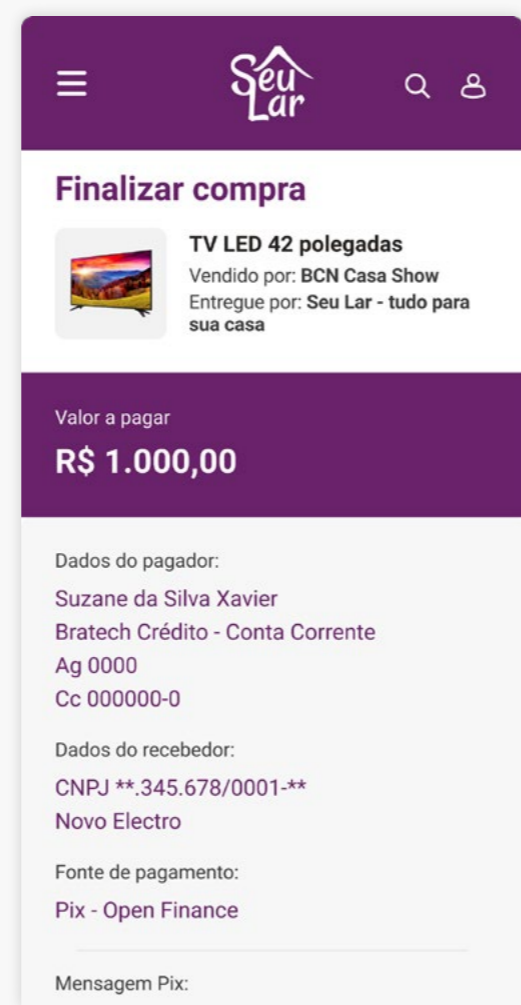 Seu
Lar
Finalizar compra
TV LED 42 polegadas
Vendido por: BCN Casa Show
Entregue por: Seu Lar - tudo para
sua casa
Valor a pagar
R$ 1.000,00
Dados do pagador:
Suzane da Silva Xavier
Bratech Crédito - Conta Corrente
Ag 0000
Cc 000000-0
Dados do recebedor:
CNPJ **.345.678/0001-**
Novo Electro
Fonte de pagamento:
Pix - Open Finance
Mensagem Pix: